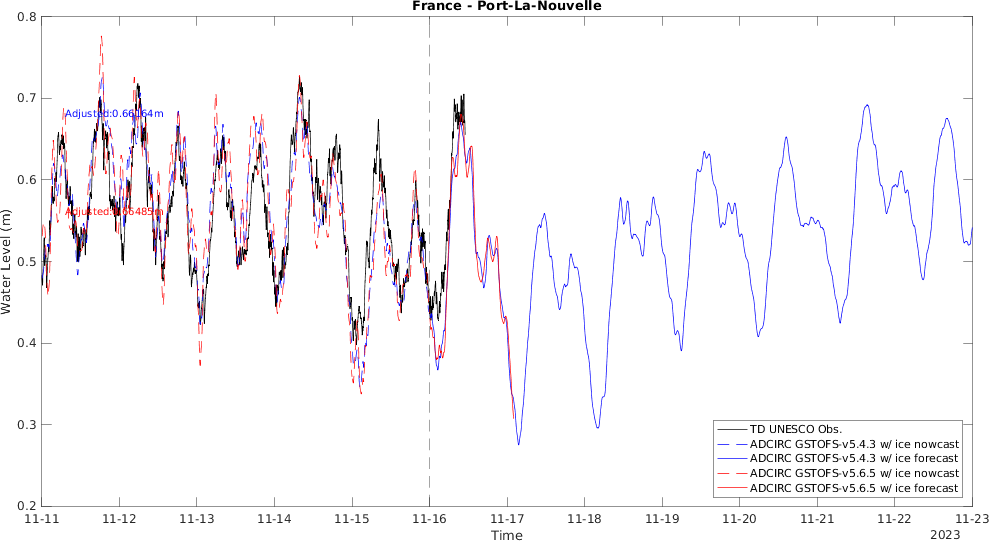 France - Port-La-Nouvelle
Water Level (m)
0.8
0.7
0.6
0.5
0.4
0.3
0.2
Adjusted:0.66164m
TD UNESCO Obs.
ADCIRC GSTOFS-v5.4.3 w/ ice nowcast
ADCIRC GSTOFS-v5.4.3 w/ ice forecast
ADCIRC GSTOFS-v5.6.5 w/ ice nowcast
ADCIRC GSTOFS-v5.6.5 w/ ice forecast
11-11 11-12 11-13 11-14 11-15 11-16 11-17 11-18 11-19 11-20 11-21 11-22 11-23
Time
2023